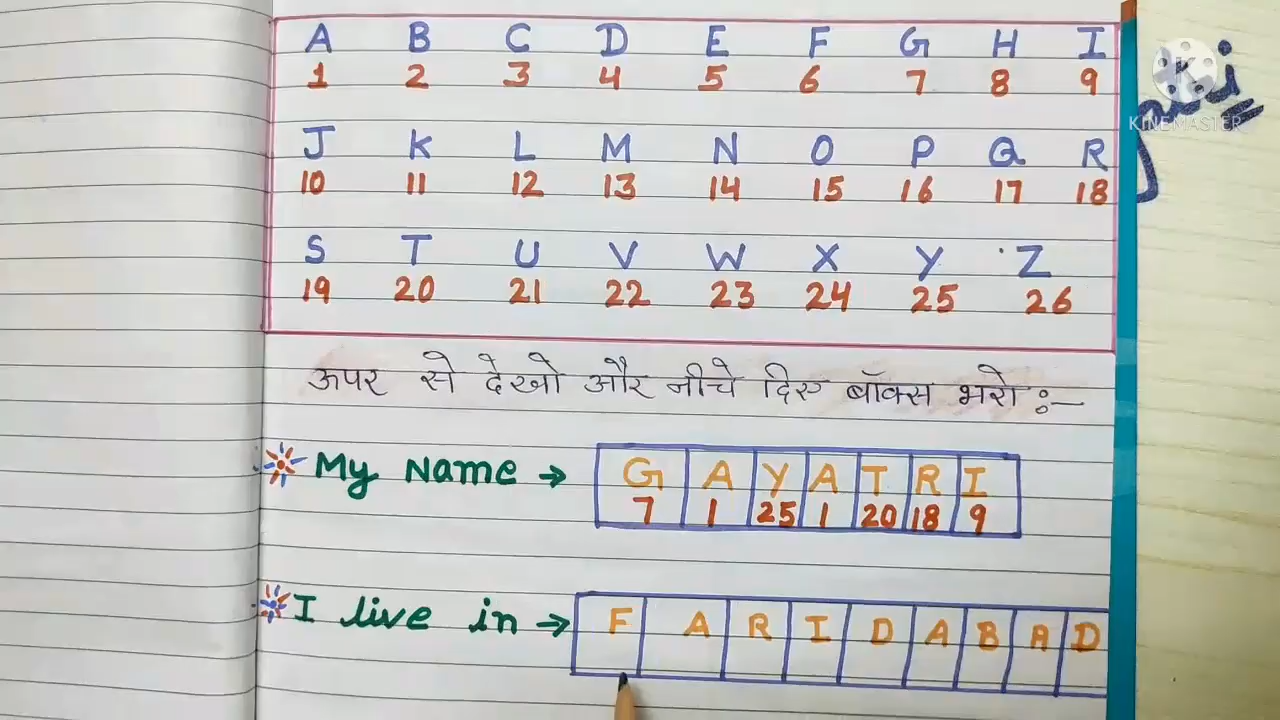 A B C D E F G H I
1 2 3 4 5 6 7 8 9
J K L M N O P Q R
10 11 12 13 14 15 16 17 18
S T U V W X Y Z
19 20 21 22 23 24 25 26
ऊपर से देखो और नीचे दिए बॉक्स भरो :-
My Name → G A Y A T R I
7 1 25 1 20 18 9
I live in → F A R I D A B A D
KINEMASTER